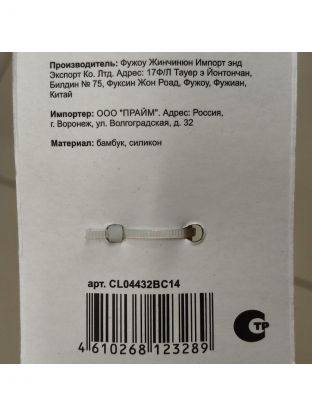 Производитель: Фужоу Жинчинюн Импорт энд
Экспорт Ко. Лтд. Адрес: 17Ф/Л Тауер э Йонтончан,
Билдин № 75, Фуксин Жон Роад, Фужоу, Фужиан,
Китай
Импортер: ООО "ПРАЙМ". Адрес: Россия,
г. Воронеж, ул. Волгоградская, д. 32
Материал: бамбук, силикон
арт. CL04432BC14
4 610268 123289
СТР